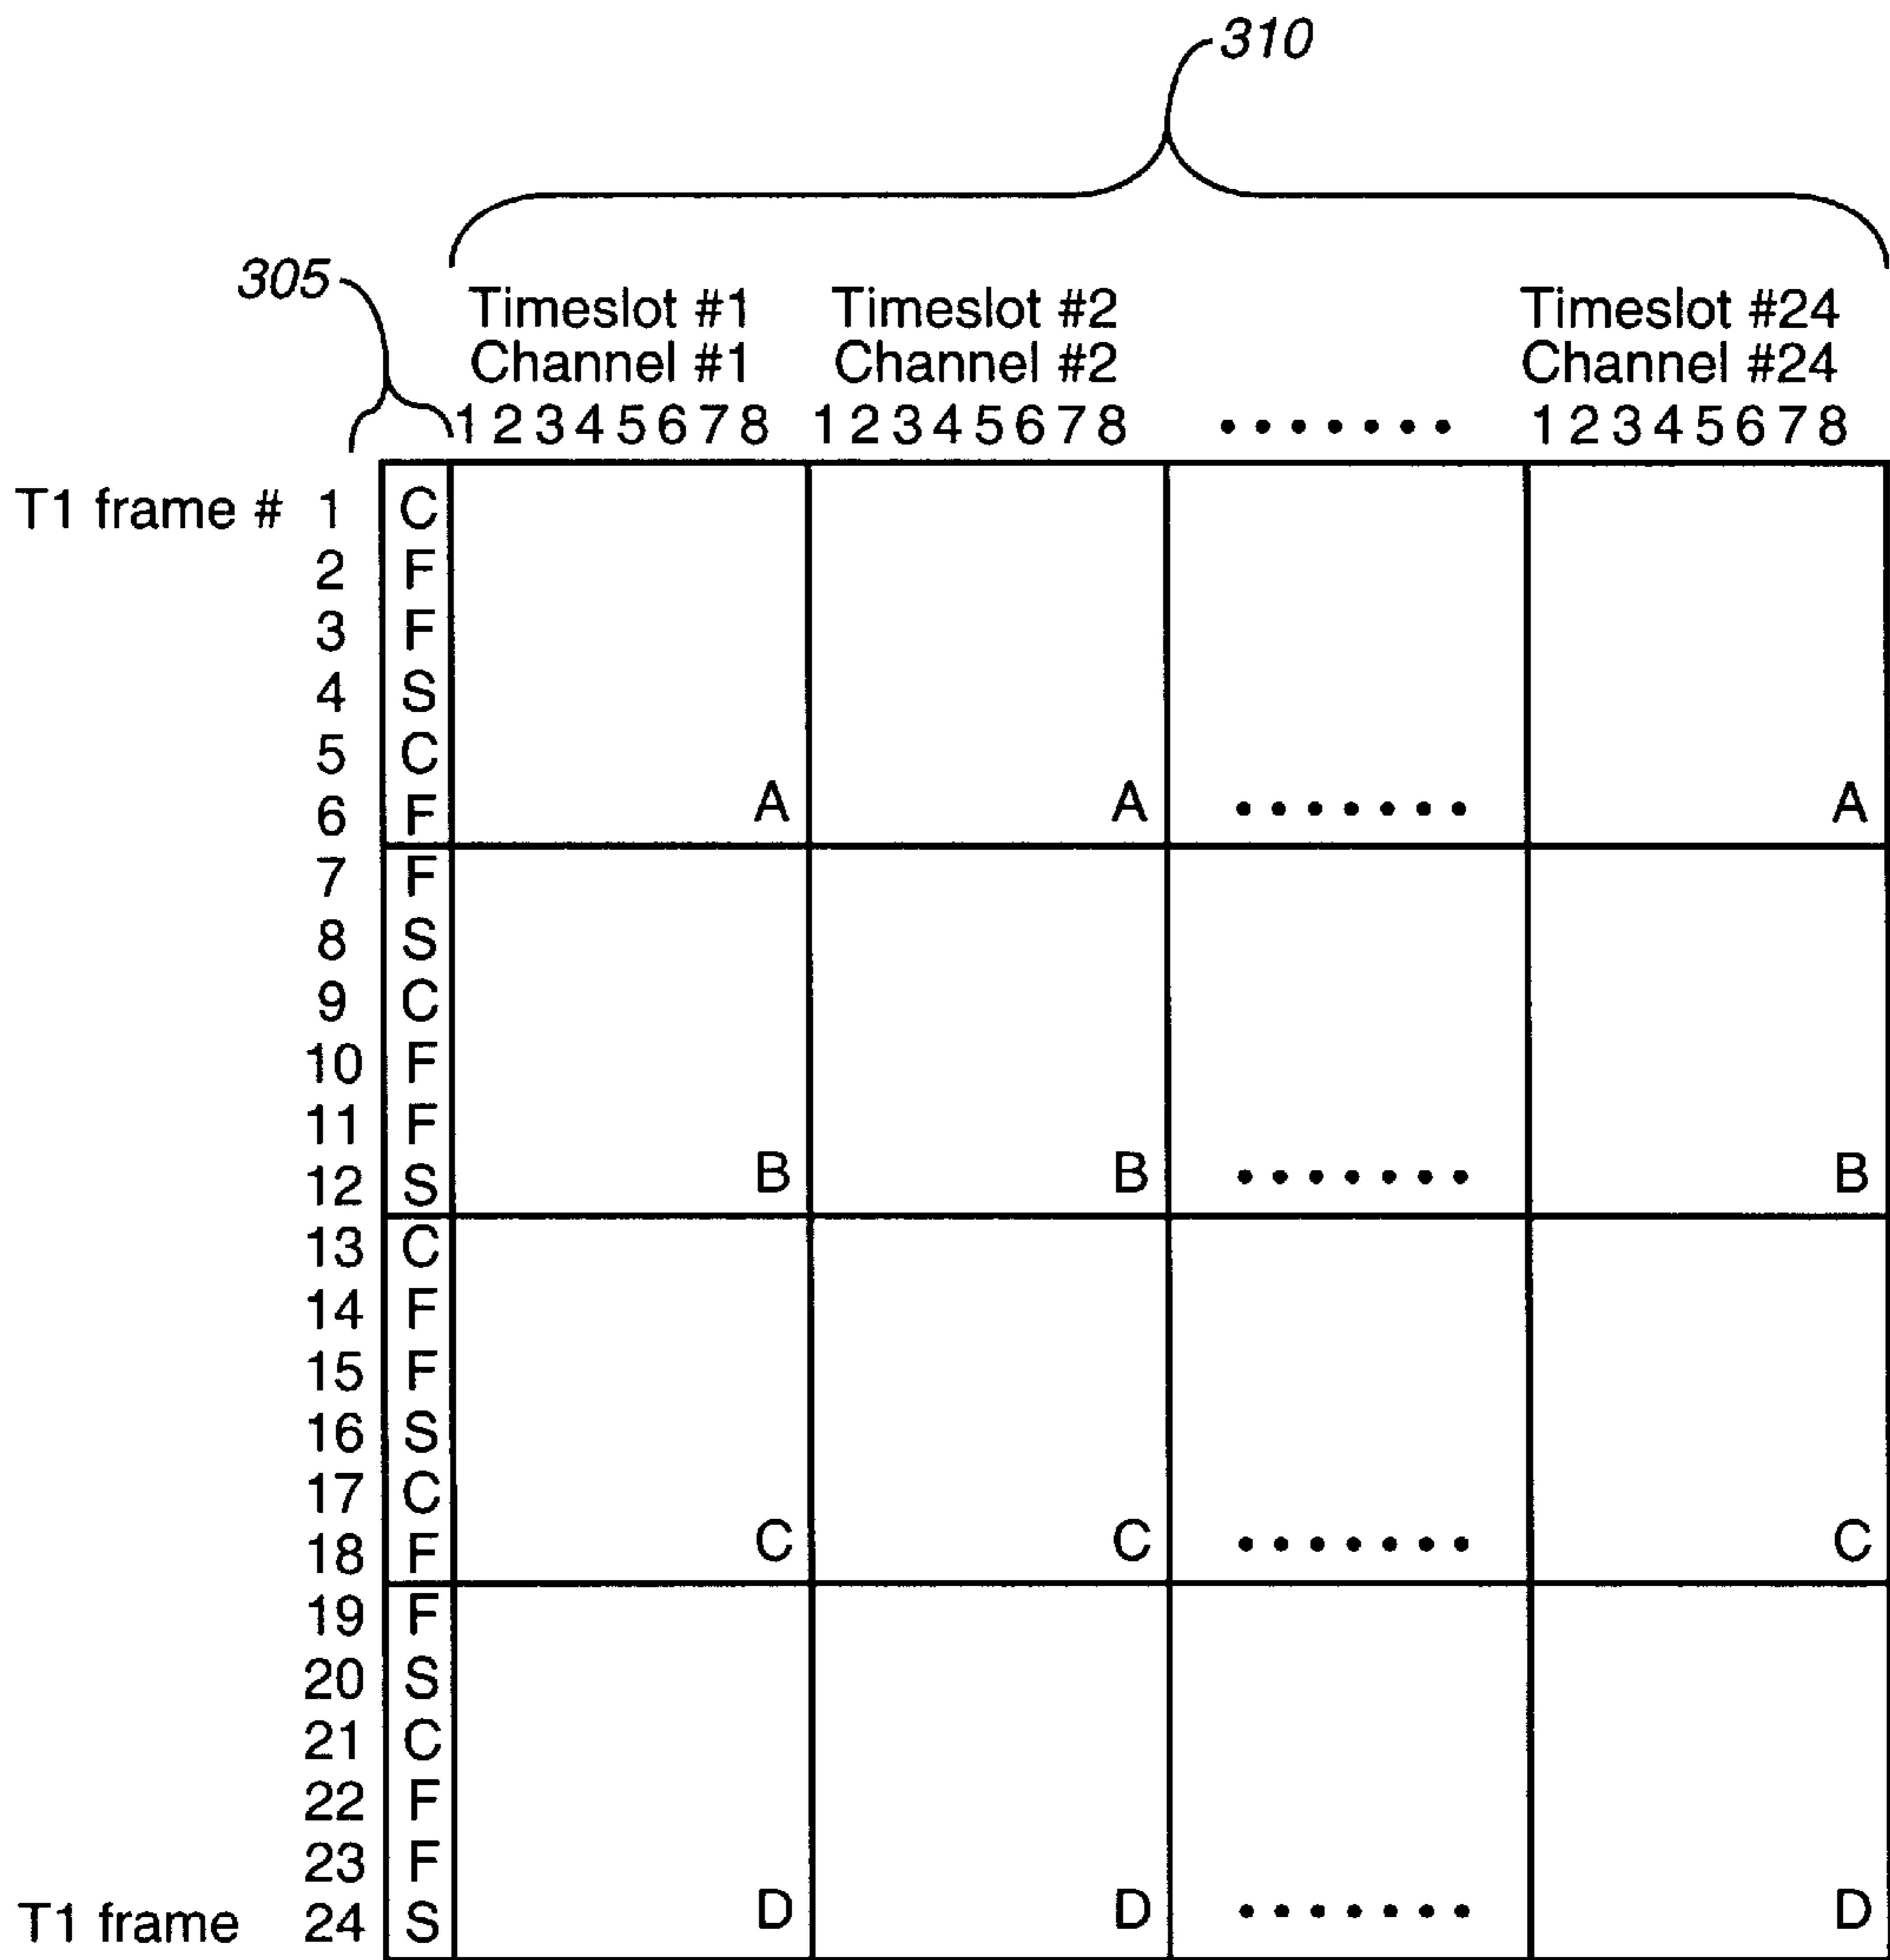 310
305
Timeslot #1 Timeslot #2 Timeslot #24
Channel #1 Channel #2 Channel #24
12345678 12345678 ....... 12345678
T1 frame # 1 C
2 F
3 F
4 S
5 C
6 F A A ....... A
7 F
8 S
9 C
10 F
11 F
12 S B B ....... B
13 C
14 F
15 F
16 S
17 C
18 F C C ....... C
19 F
20 S
21 C
22 F
23 F
T1 frame 24 S D D ....... D